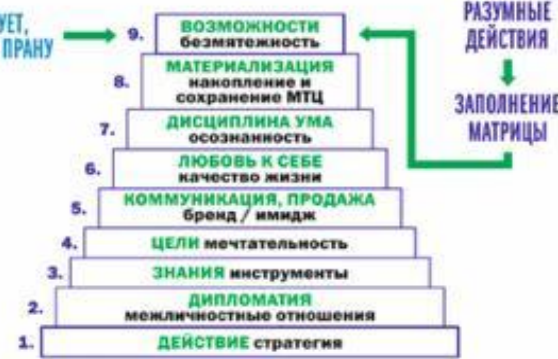 УЕТ,
ПРАНУ
9. ВОЗМОЖНОСТИ
безмятежность
8. МАТЕРИАЛИЗАЦИЯ
накопление и
сохранение МТЦ
7. ДИСЦИПЛИНА УМА
осознанность
6. ЛЮБОВЬ К СЕБЕ
качество жизни
5. КОММУНИКАЦИЯ, ПРОДАЖА
бренд / имидж
4. ЦЕЛИ мечтательность
3. ЗНАНИЯ инструменты
2. ДИПЛОМАТИЯ
межличностные отношения
1. ДЕЙСТВИЕ стратегия
РАЗУМНЫЕ
ДЕЙСТВИЯ
ЗАПОЛНЕНИЕ
МАТРИЦЫ